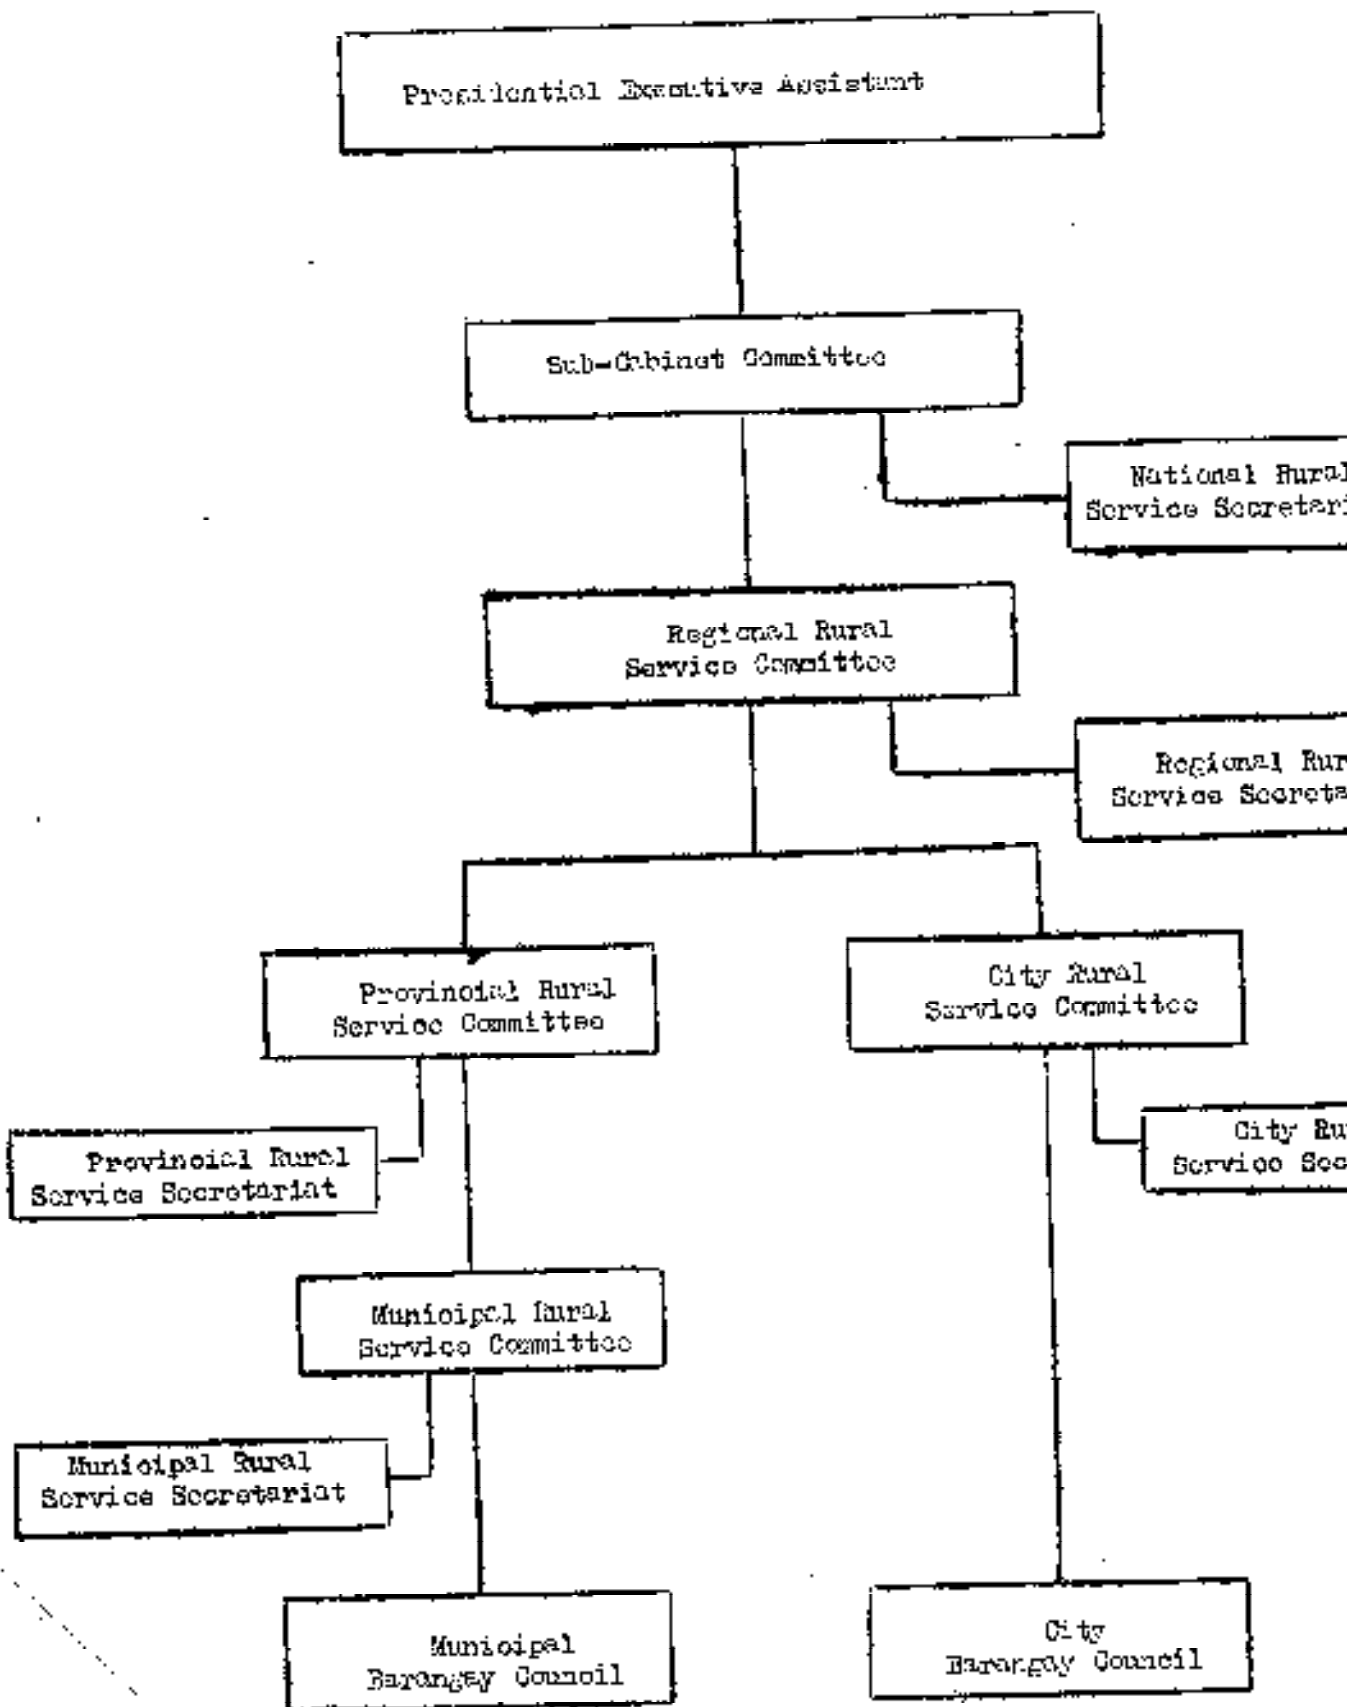 Presidential Executive Assistant
Sub-Cabinet Committee
National Rural
Service Secretari
Regional Rural
Service Committee
Regional Rur
Service Secreta
Provincial Rural
Service Committee
City Rural
Service Committee
Provincial Rural
Service Secretariat
City Ru
Service Sec
Municipal Rural
Service Committee
Municipal Rural
Service Secretariat
Municipal
Barangay Council
City
Barangay Council